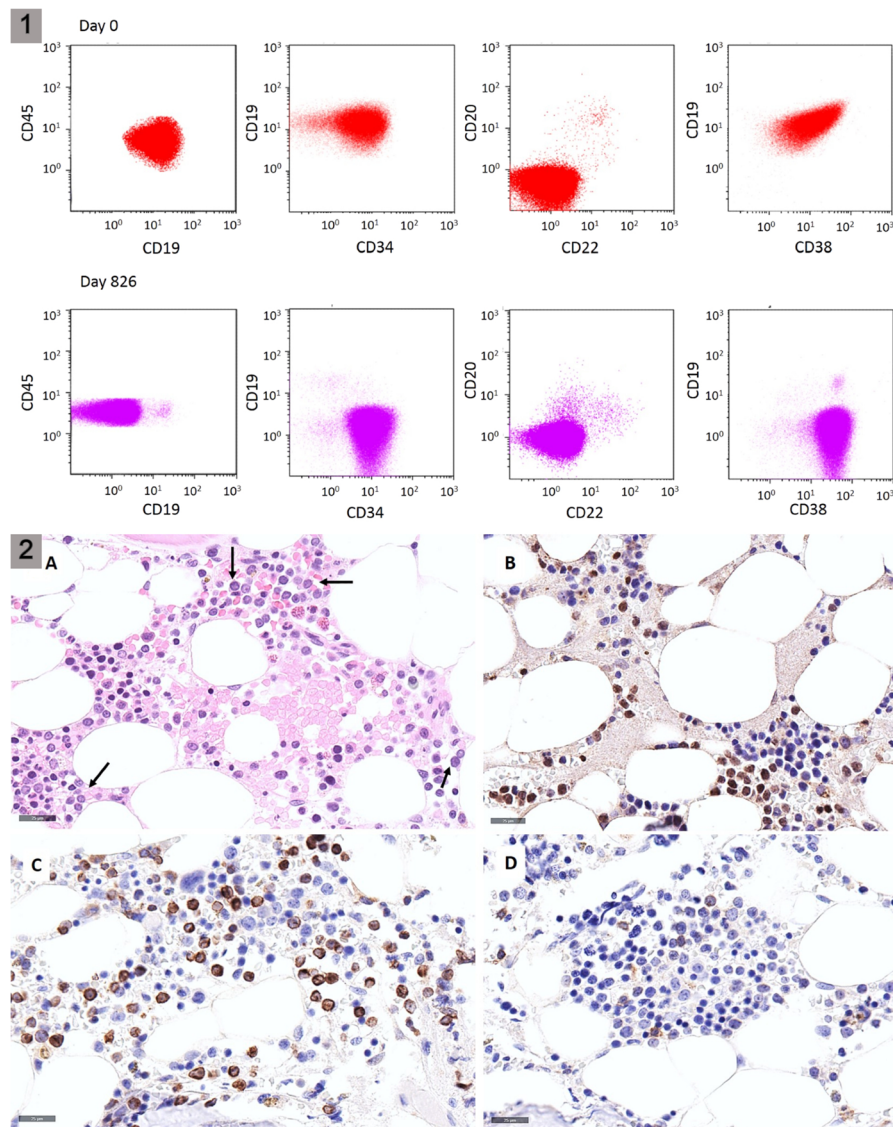 1
Day 0
10³ 10³ 10³ 10³
10² 10² 10² 10²
10¹ 10¹ 10¹ 10¹
10⁰ 10⁰ 10⁰ 10⁰
CD45 CD19 CD20 CD19
10⁰ 10¹ 10² 10³ 10⁰ 10¹ 10² 10³ 10⁰ 10¹ 10² 10³ 10⁰ 10¹ 10² 10³
CD19 CD34 CD22 CD38
Day 826
10³ 10³ 10³ 10³
10² 10² 10² 10²
10¹ 10¹ 10¹ 10¹
10⁰ 10⁰ 10⁰ 10⁰
CD45 CD19 CD20 CD19
10⁰ 10¹ 10² 10³ 10⁰ 10¹ 10² 10³ 10⁰ 10¹ 10² 10³ 10⁰ 10¹ 10² 10³
CD19 CD34 CD22 CD38
2
A
B
C
D